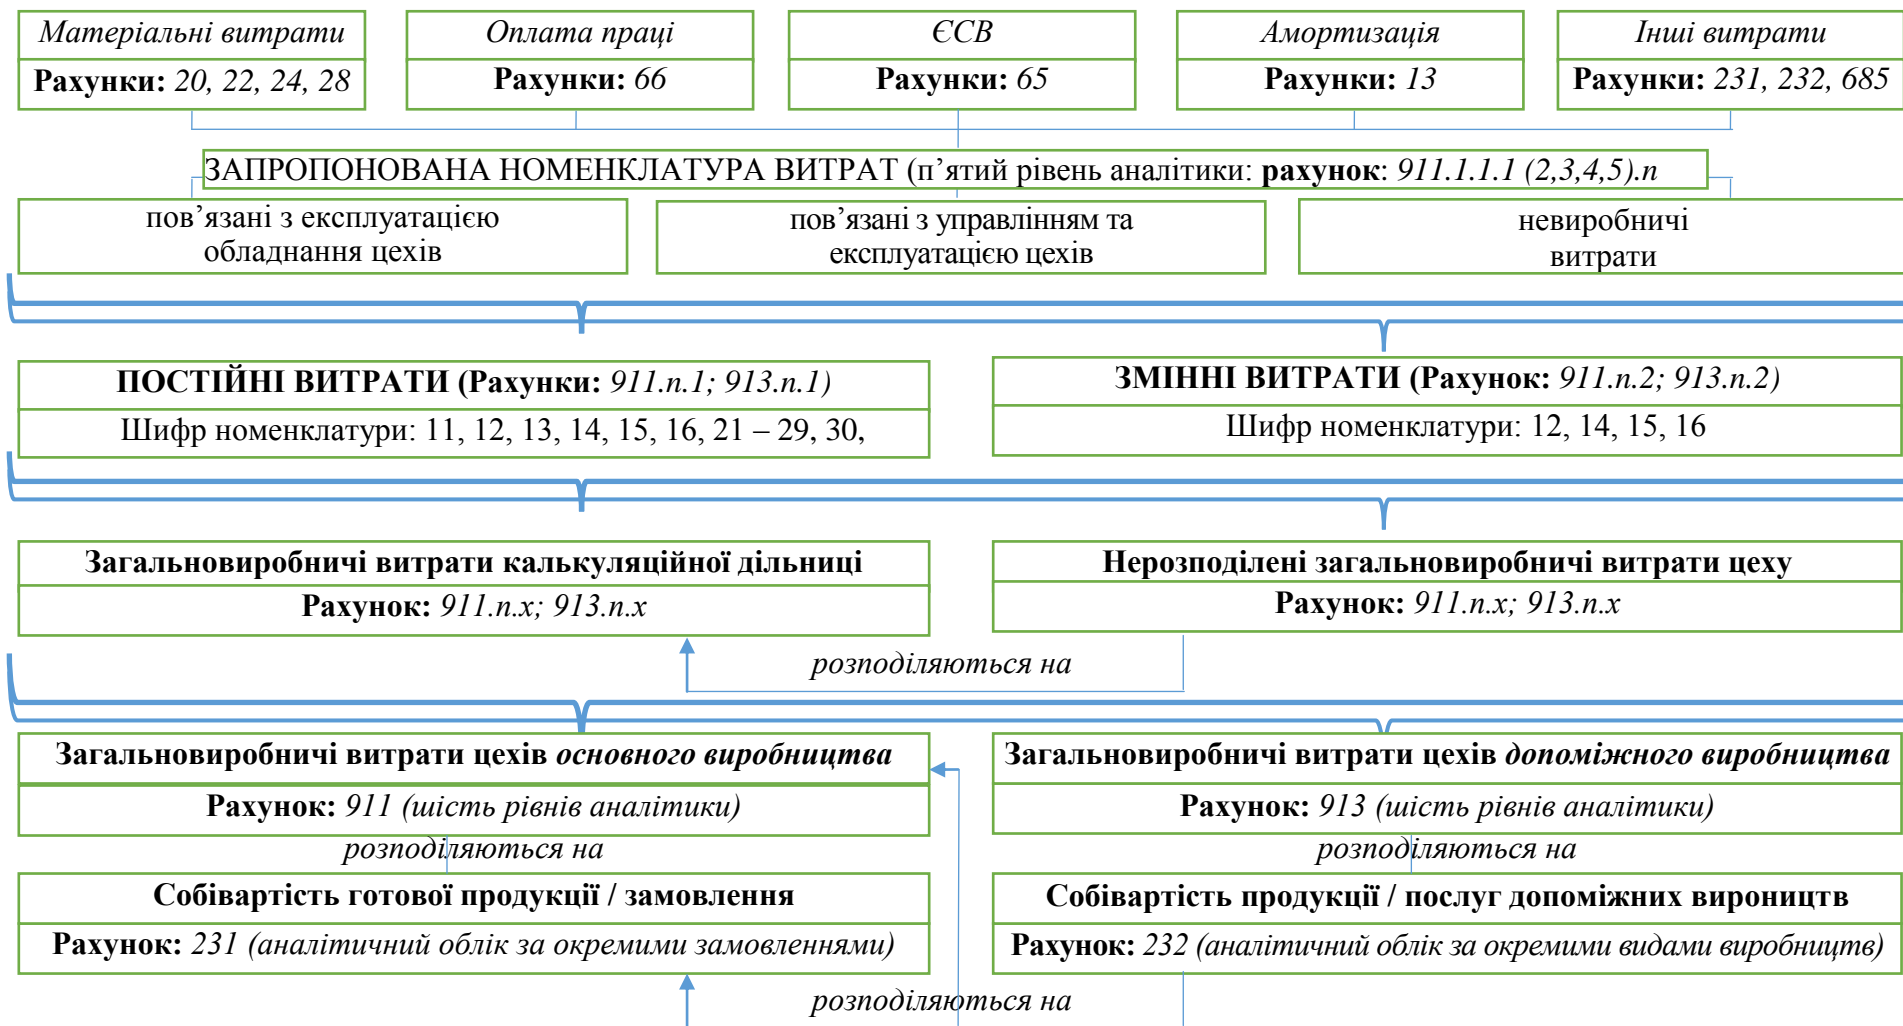 Матеріальні витрати
Рахунки: 20, 22, 24, 28
Оплата праці
Рахунки: 66
ЄСВ
Рахунки: 65
Амортизація
Рахунки: 13
Інші витрати
Рахунки: 231, 232, 685
ЗАПРОПОНОВАНА НОМЕНКЛАТУРА ВИТРАТ (п’ятий рівень аналітики: рахунок: 911.1.1.1 (2,3,4,5).n
пов’язані з експлуатацією
обладнання цехів
пов’язані з управлінням та
експлуатацією цехів
невиробничі
витрати
ПОСТІЙНІ ВИТРАТИ (Рахунки: 911.n.1; 913.n.1)
Шифр номенклатури: 11, 12, 13, 14, 15, 16, 21 – 29, 30,
ЗМІННІ ВИТРАТИ (Рахунок: 911.n.2; 913.n.2)
Шифр номенклатури: 12, 14, 15, 16
Загальновиробничі витрати калькуляційної дільниці
Рахунок: 911.n.x; 913.n.x
Нерозподілені загальновиробничі витрати цеху
Рахунок: 911.n.x; 913.n.x
розподіляються на
Загальновиробничі витрати цехів основного виробництва
Рахунок: 911 (шість рівнів аналітики)
Загальновиробничі витрати цехів допоміжного виробництва
Рахунок: 913 (шість рівнів аналітики)
розподіляються на
розподіляються на
Собівартість готової продукції / замовлення
Рахунок: 231 (аналітичний облік за окремими замовленнями)
Собівартість продукції / послуг допоміжних вироництв
Рахунок: 232 (аналітичний облік за окремими видами виробництв)
розподіляються на